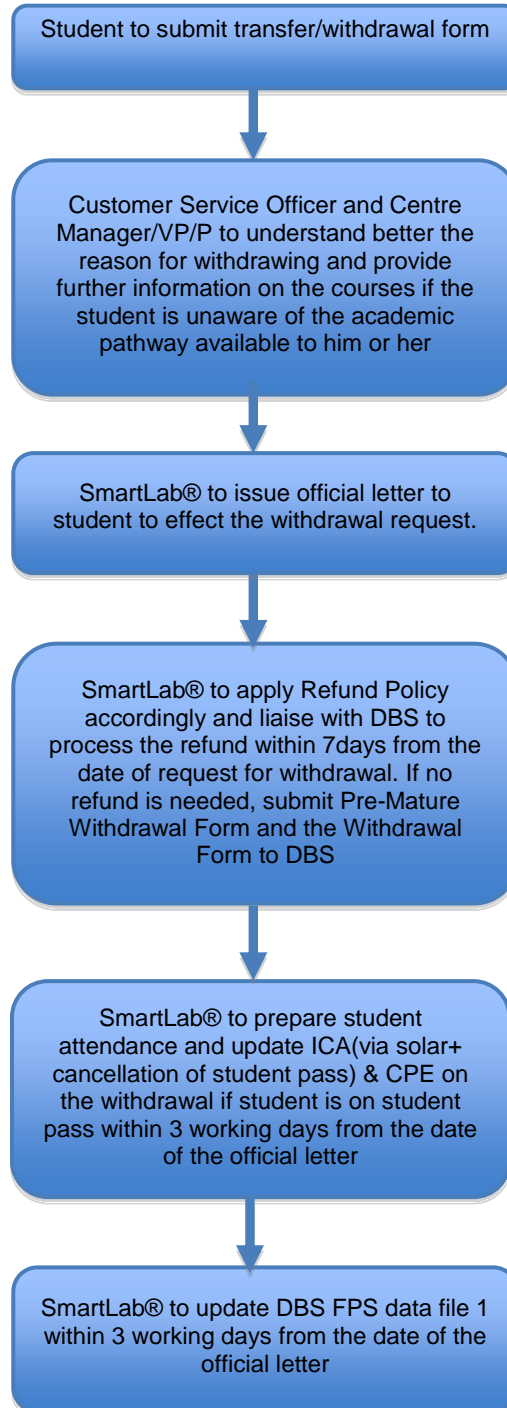 Student to submit transfer/withdrawal form
Customer Service Officer and Centre
Manager/VP/P to understand better the
reason for withdrawing and provide
further information on the courses if the
student is unaware of the academic
pathway available to him or her
SmartLab® to issue official letter to
student to effect the withdrawal request.
SmartLab® to apply Refund Policy
accordingly and liaise with DBS to
process the refund within 7days from the
date of request for withdrawal. If no
refund is needed, submit Pre-Mature
Withdrawal Form and the Withdrawal
Form to DBS
SmartLab® to prepare student
attendance and update ICA(via solar+
cancellation of student pass) & CPE on
the withdrawal if student is on student
pass within 3 working days from the date
of the official letter
SmartLab® to update DBS FPS data file 1
within 3 working days from the date of the
official letter